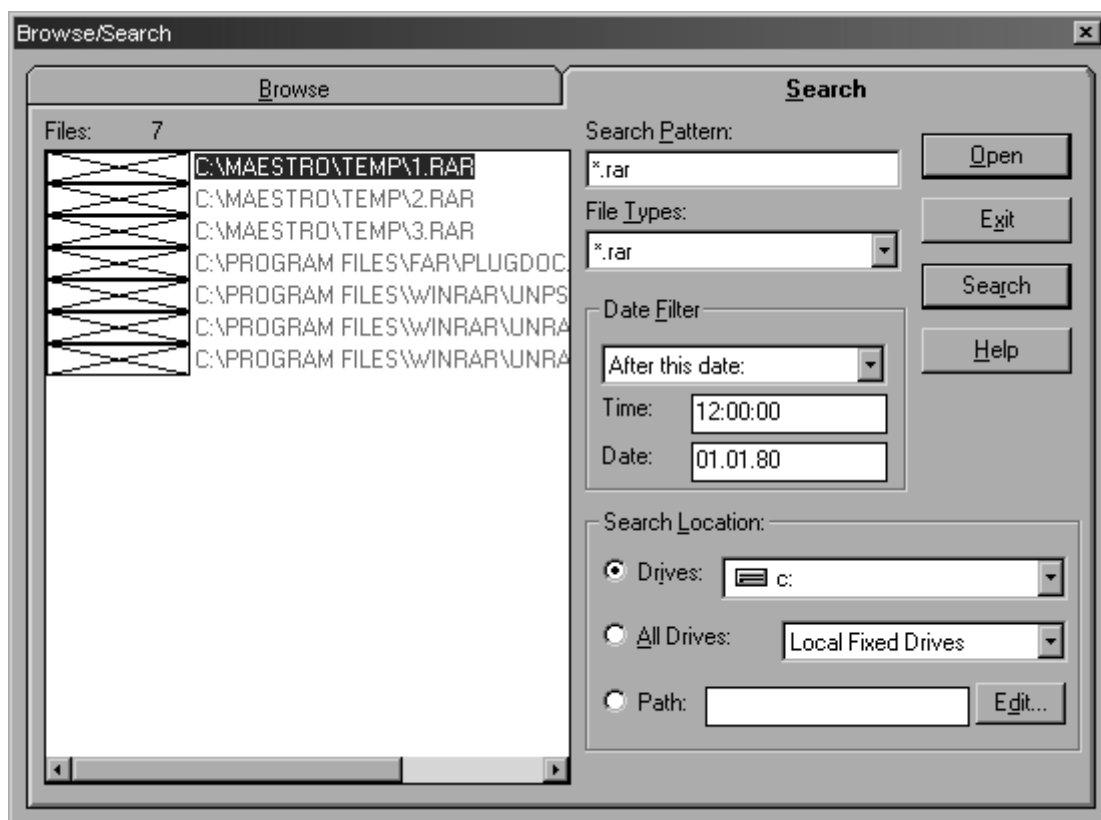 Browse/Search
Browse
Search
Files: 7
C:\MAESTRO\TEMP\1.RAR
C:\MAESTRO\TEMP\2.RAR
C:\MAESTRO\TEMP\3.RAR
C:\PROGRAM FILES\FAR\PLUGDOC.
C:\PROGRAM FILES\WINRAR\UNPS
C:\PROGRAM FILES\WINRAR\UNRA
C:\PROGRAM FILES\WINRAR\UNRA
Search Pattern:
*.rar
File Types:
*.rar
Date Filter
After this date:
Time: 12:00:00
Date: 01.01.80
Open
Exit
Search
Help
Search Location:
Drives: c:
All Drives: Local Fixed Drives
Path: Edit...